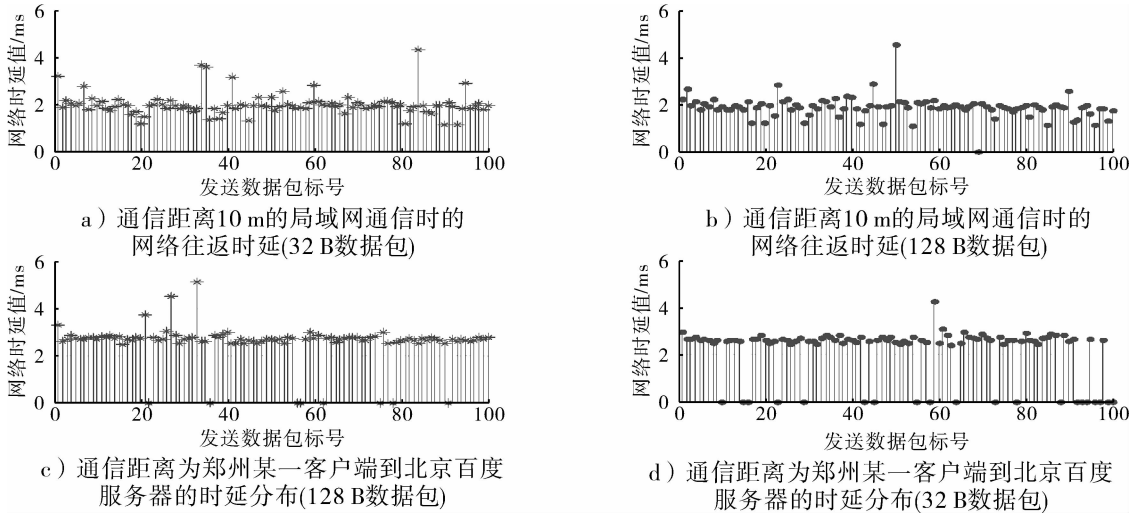 网络时延值/ms
6
4
2
0
0 20 40 60 80 100
发送数据包标号
a）通信距离10 m的局域网通信时的
网络往返时延(32 B数据包)
网络时延值/ms
6
4
2
0
0 20 40 60 80 100
发送数据包标号
b）通信距离10 m的局域网通信时的
网络往返时延(128 B数据包)
网络时延值/ms
6
4
2
0
0 20 40 60 80 100
发送数据包标号
c）通信距离为郑州某一客户端到北京百度
服务器的时延分布(128 B数据包)
网络时延值/ms
6
4
2
0
0 20 40 60 80 100
发送数据包标号
d）通信距离为郑州某一客户端到北京百度
服务器的时延分布(32 B数据包)